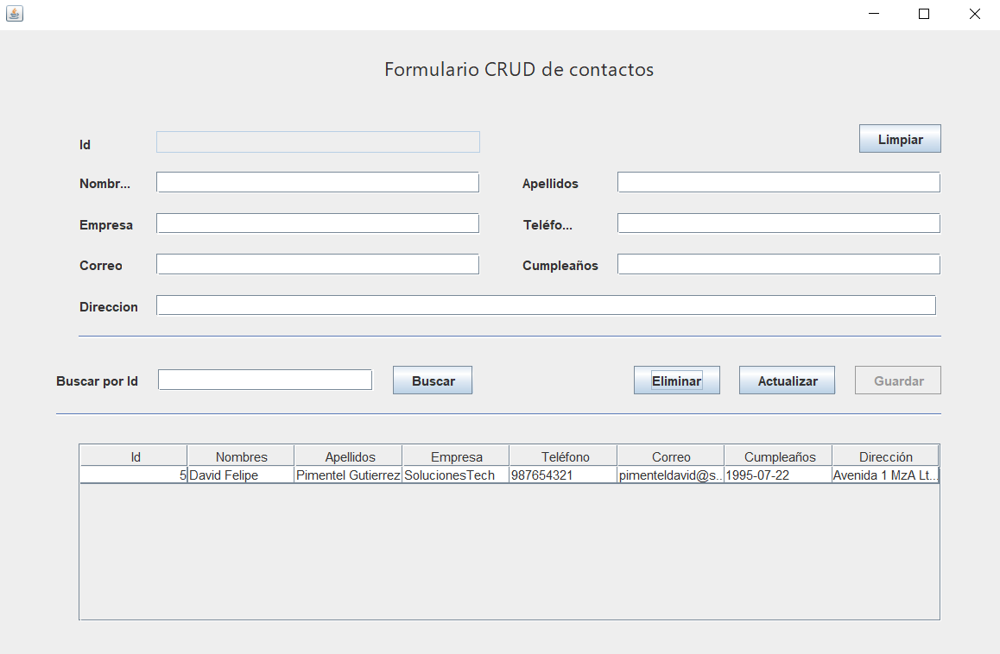 Formulario CRUD de contactos
Id
Limpiar
Nombr... Apellidos
Empresa Teléfo...
Correo Cumpleaños
Direccion
Buscar por Id Buscar Eliminar Actualizar Guardar
Id Nombres Apellidos Empresa Teléfono Correo Cumpleaños Dirección
5 David Felipe Pimentel Gutierrez SolucionesTech 987654321 pimenteldavid@s... 1995-07-22 Avenida 1 MzA Lt...